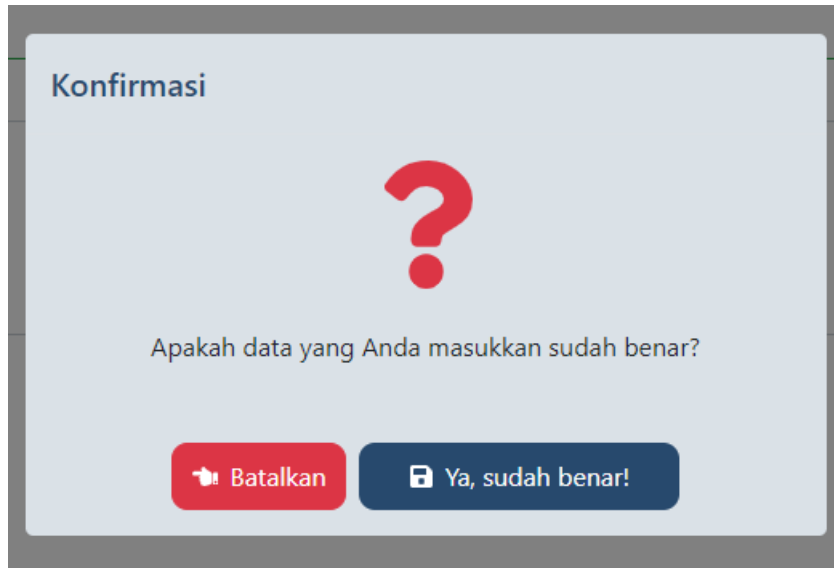 Konfirmasi
?
Apakah data yang Anda masukkan sudah benar?
Batalkan
Ya, sudah benar!